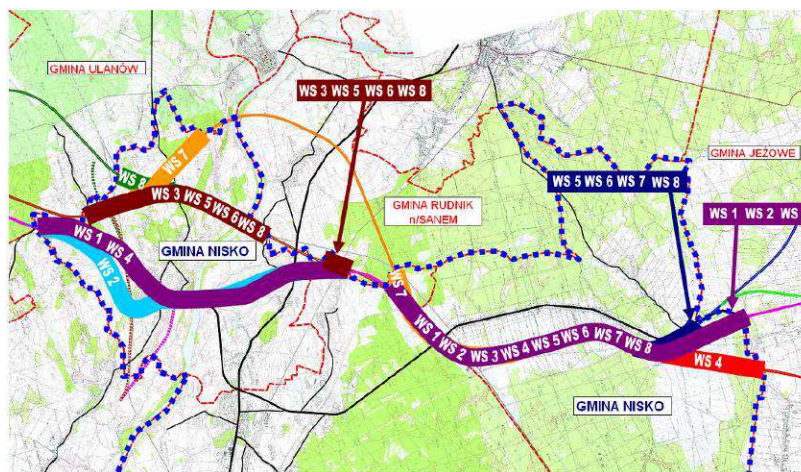 GMINA ULANÓW
WS 3 WS 5 WS 6 WS 8
WS 7
GMINA JEŻOWE
WS 8
WS 5 WS 6 WS 7 WS 8
WS 3 WS 5 WS 6 WS 8
GMINA RUDNIK
n/SANEM
WS 1 WS 2 WS
WS 1 WS 4
GMINA NISKO
WS 2
WS 7
WS 1 WS 2 WS 3 WS 4 WS 5 WS 6 WS 7 WS 8
WS 4
GMINA NISKO